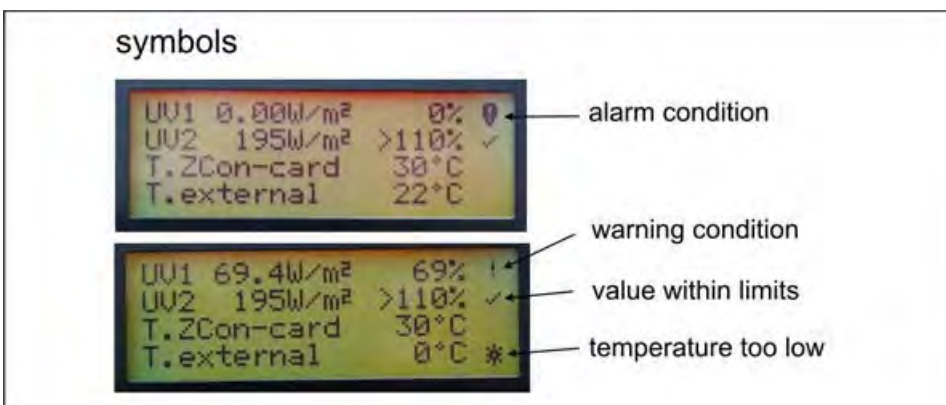 symbols
UV1 0.00W/m² 0%
alarm condition
UV2 195W/m² >110% ✓
T.ZCon-card 30°C
T.external 22°C
warning condition
UV1 69.4W/m² 69% !
UV2 195W/m² >110% ✓
value within limits
T.ZCon-card 30°C
T.external 0°C
temperature too low